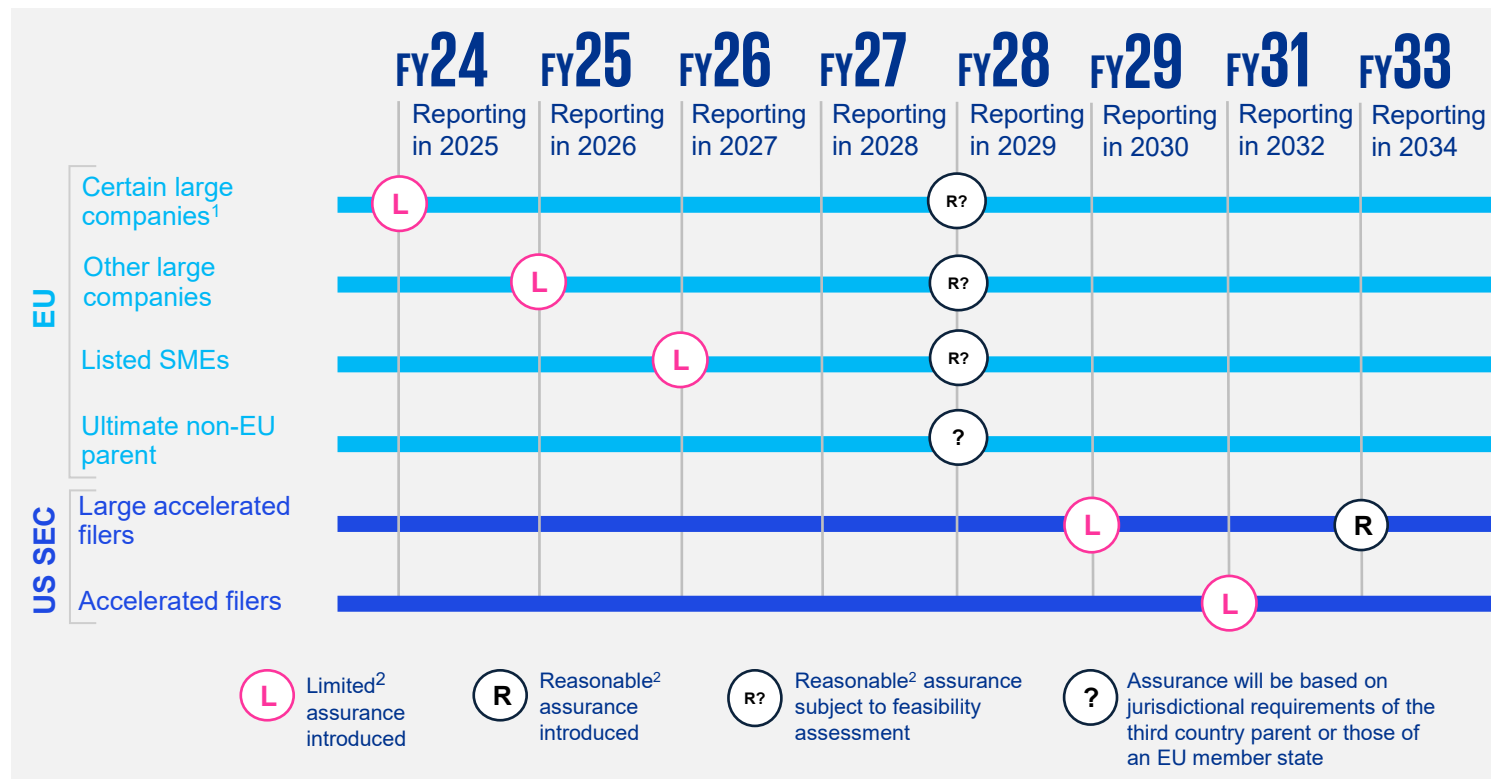 FY24 FY25 FY26 FY27 FY28 FY29 FY31 FY33
Reporting in 2025
Reporting in 2026
Reporting in 2027
Reporting in 2028
Reporting in 2029
Reporting in 2030
Reporting in 2032
Reporting in 2034
EU
Certain large
companies1
L
R?
Other large
companies
L
R?
Listed SMEs
L
R?
Ultimate non-EU
parent
?
US SEC
Large accelerated
filers
L
R
Accelerated filers
L
L
Limited2
assurance
introduced
R
Reasonable2
assurance
introduced
R?
Reasonable2 assurance
subject to feasibility
assessment
?
Assurance will be based on
jurisdictional requirements of the
third country parent or those of
an EU member state